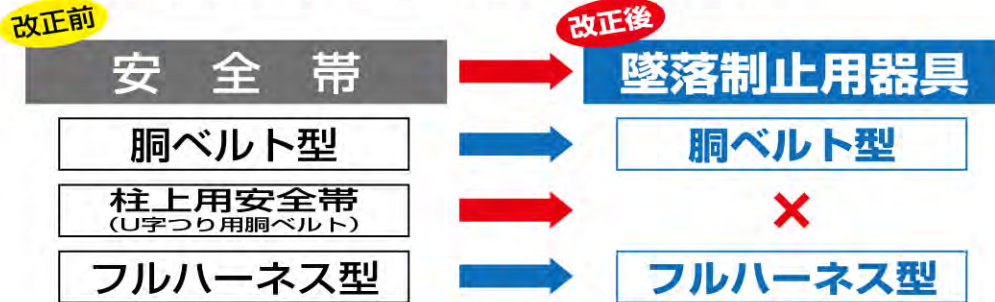 改正前
改正後
安全帯
墜落制止用器具
胴ベルト型
胴ベルト型
柱上用安全帯
(U字つり用胴ベルト)
×
フルハーネス型
フルハーネス型